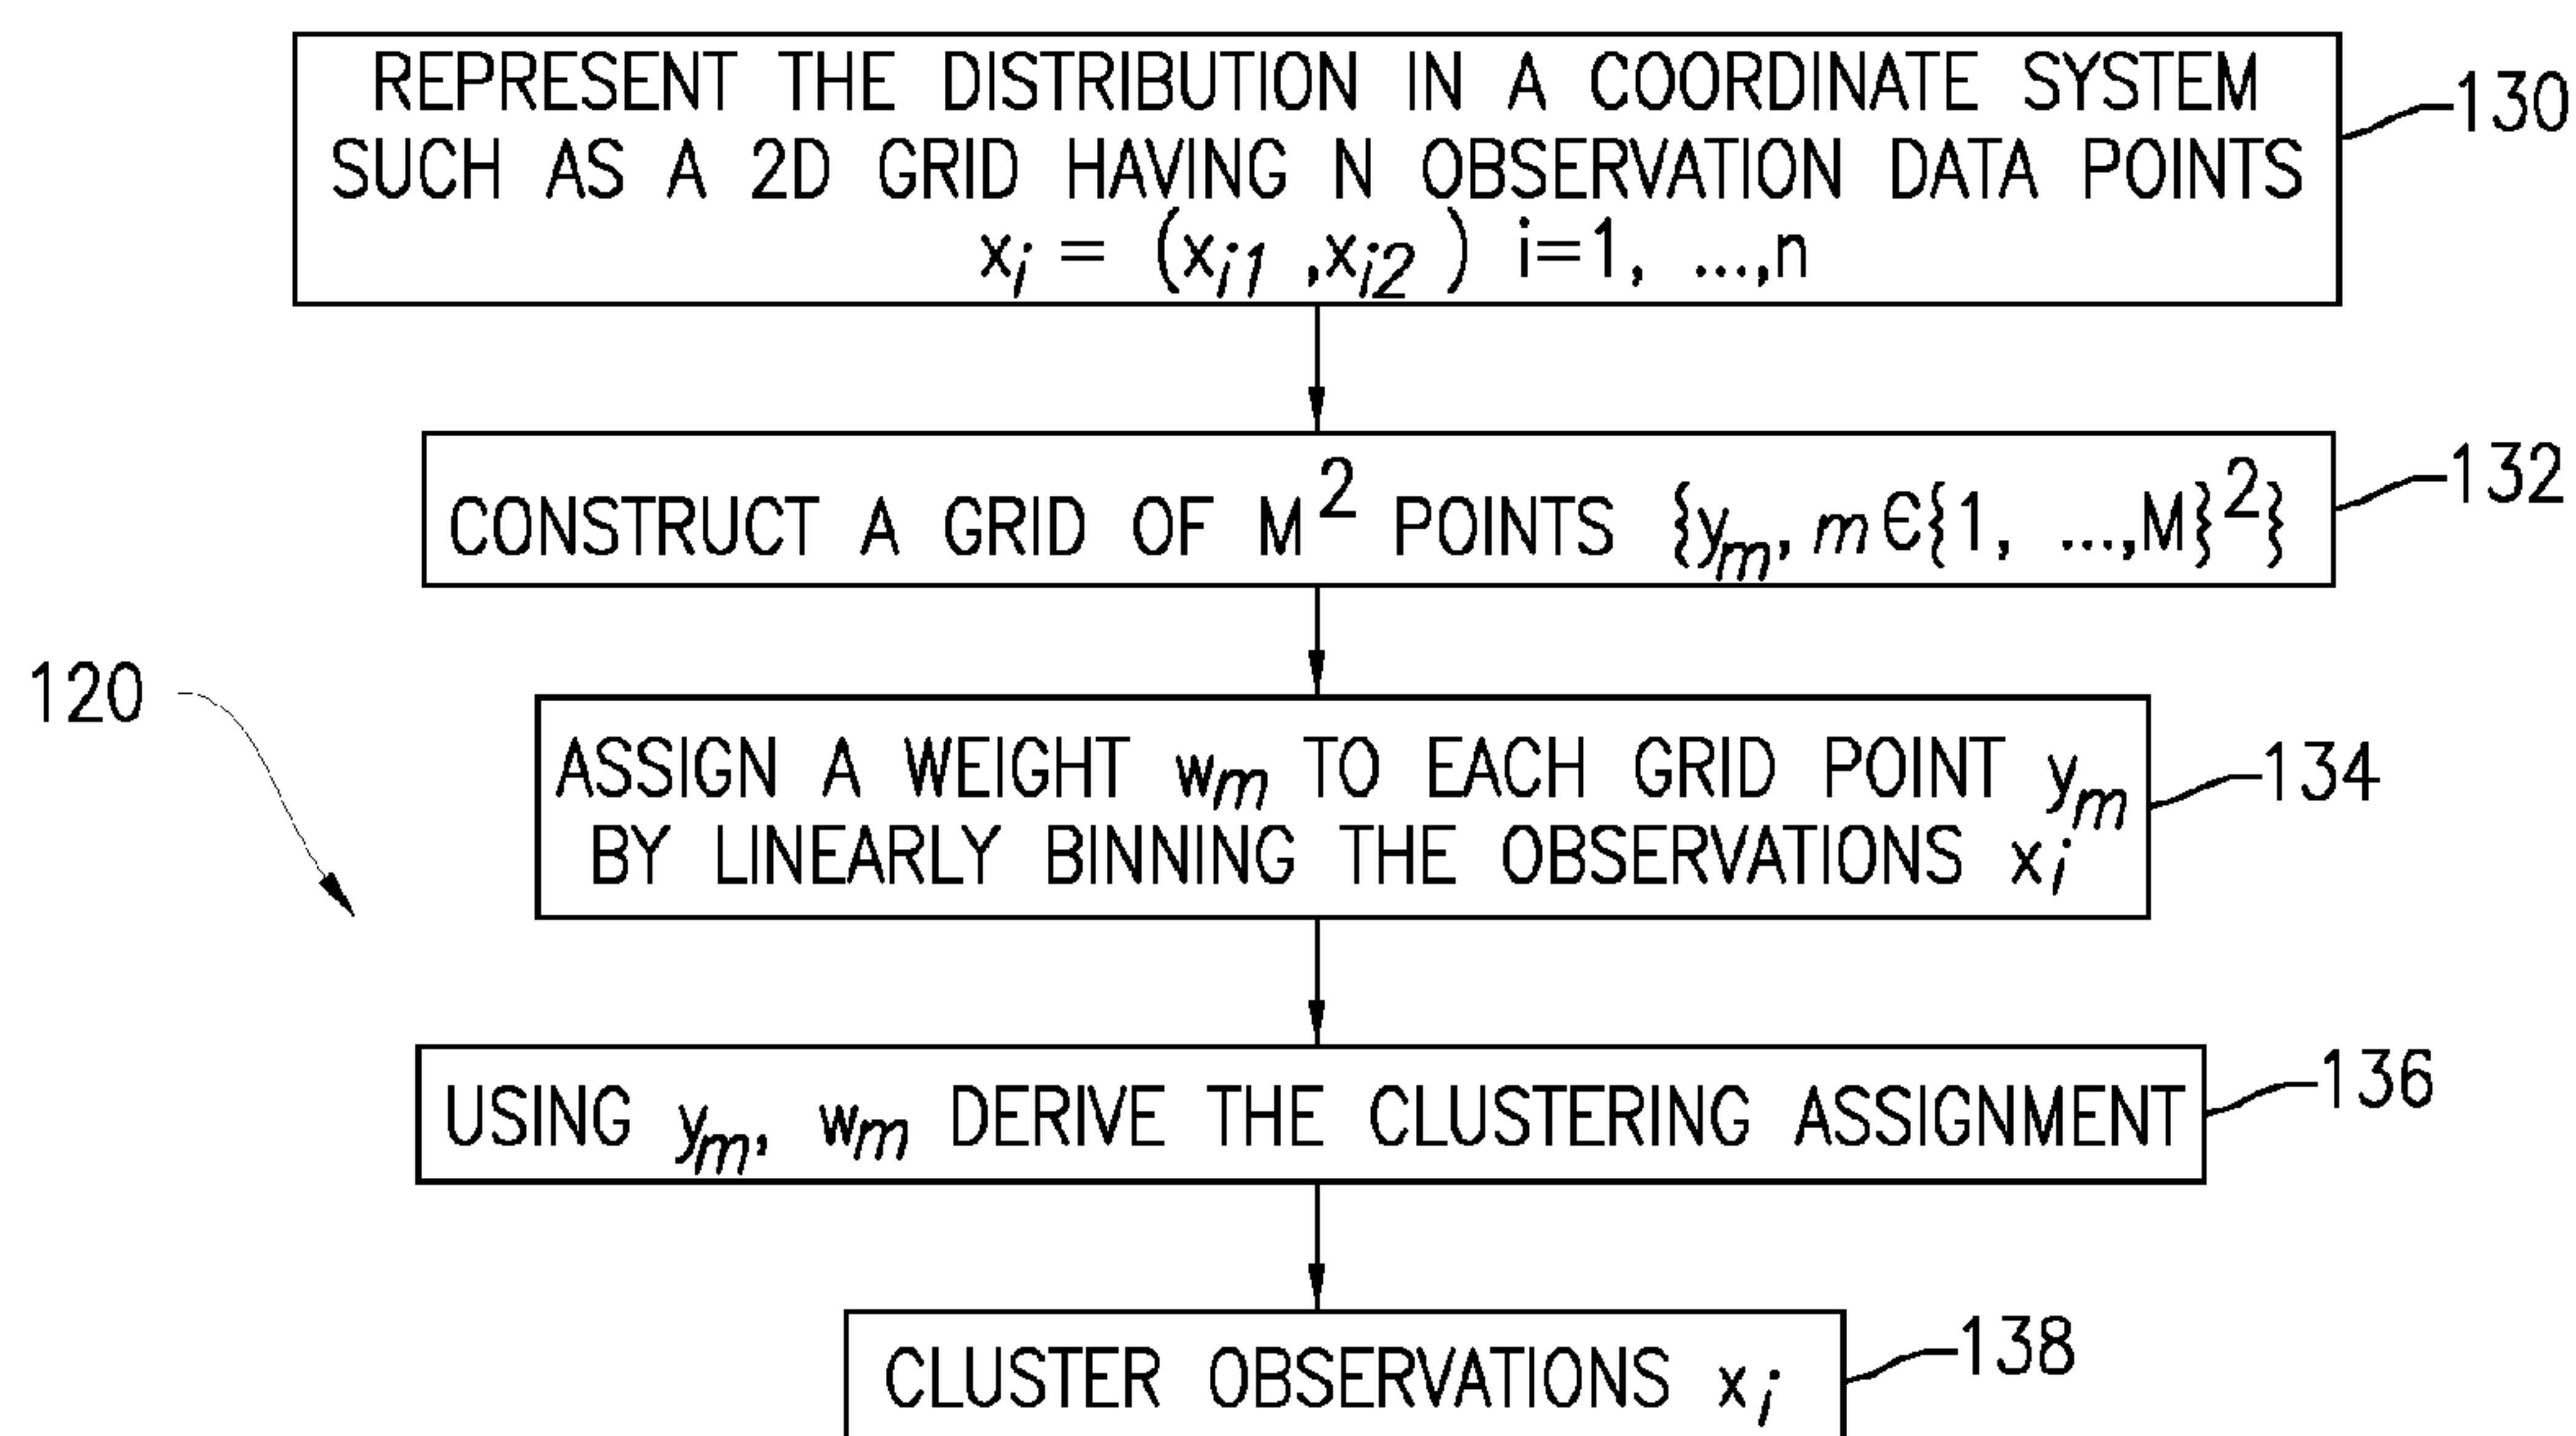 REPRESENT THE DISTRIBUTION IN A COORDINATE SYSTEM
SUCH AS A 2D GRID HAVING N OBSERVATION DATA POINTS
xᵢ = (xᵢ₁ ,xᵢ₂ ) i=1, ...,n
130
CONSTRUCT A GRID OF M² POINTS {yₘ, m∈{1, ...,M}²}
132
120
ASSIGN A WEIGHT wₘ TO EACH GRID POINT yₘ
BY LINEARLY BINNING THE OBSERVATIONS xᵢ
134
USING yₘ, wₘ DERIVE THE CLUSTERING ASSIGNMENT
136
CLUSTER OBSERVATIONS xᵢ
138